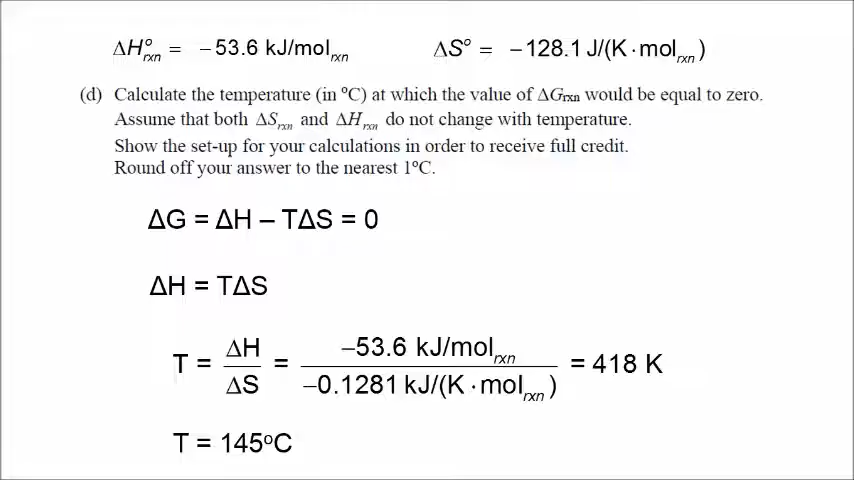 ΔH°rxn = −53.6 kJ/molrxn ΔS° = −128.1 J/(K·molrxn)
(d) Calculate the temperature (in °C) at which the value of ΔGrxn would be equal to zero.
Assume that both ΔSrxn and ΔHrxn do not change with temperature.
Show the set-up for your calculations in order to receive full credit.
Round off your answer to the nearest 1°C.
ΔG = ΔH – TΔS = 0
ΔH = TΔS
T = ΔH/ΔS = −53.6 kJ/molrxn / −0.1281 kJ/(K·molrxn) = 418 K
T = 145°C